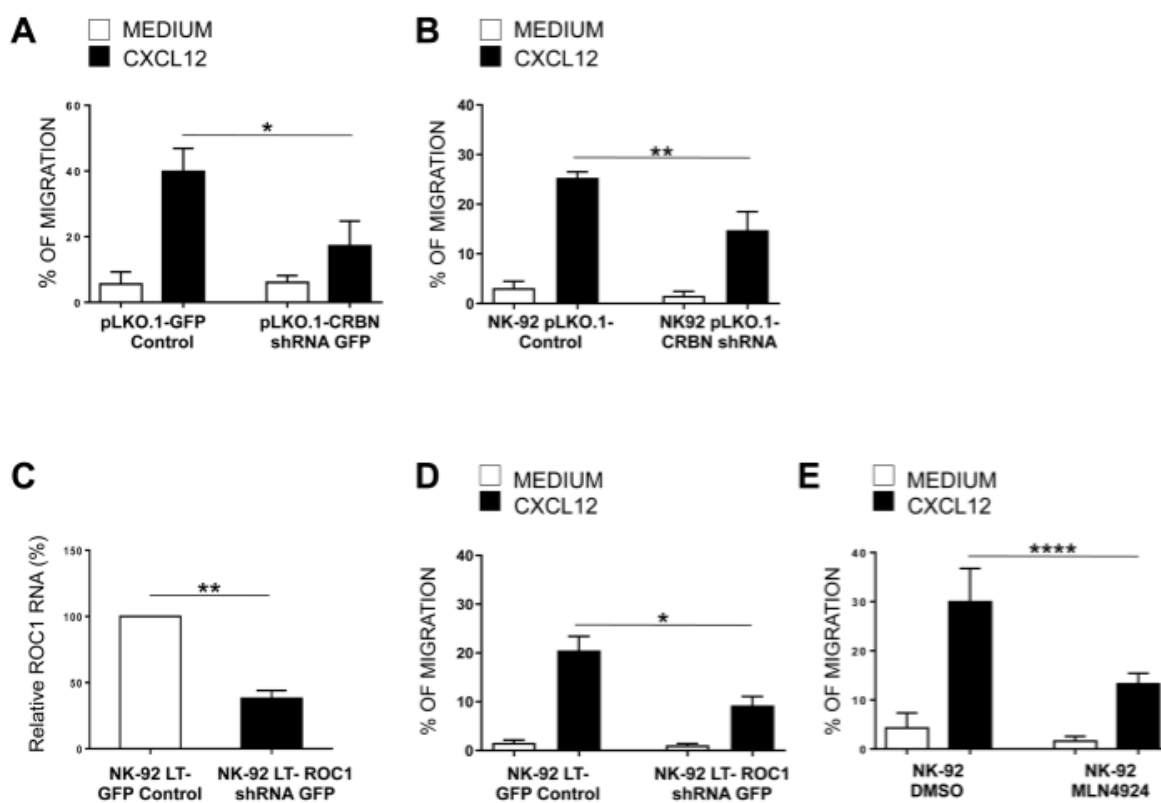 A
MEDIUM
CXCL12
% OF MIGRATION
60
40
20
0
*
pLKO.1-GFP
Control
pLKO.1-CRBN
shRNA GFP
B
MEDIUM
CXCL12
% OF MIGRATION
40
30
20
10
0
**
NK-92 pLKO.1-
Control
NK92 pLKO.1-
CRBN shRNA
C
Relative ROC1 RNA (%)
150
100
50
0
**
NK-92 LT-
GFP Control
NK-92 LT- ROC1
shRNA GFP
D
MEDIUM
CXCL12
% OF MIGRATION
40
30
20
10
0
*
NK-92 LT-
GFP Control
NK-92 LT- ROC1
shRNA GFP
E
MEDIUM
CXCL12
% OF MIGRATION
40
30
20
10
0
****
NK-92
DMSO
NK-92
MLN4924